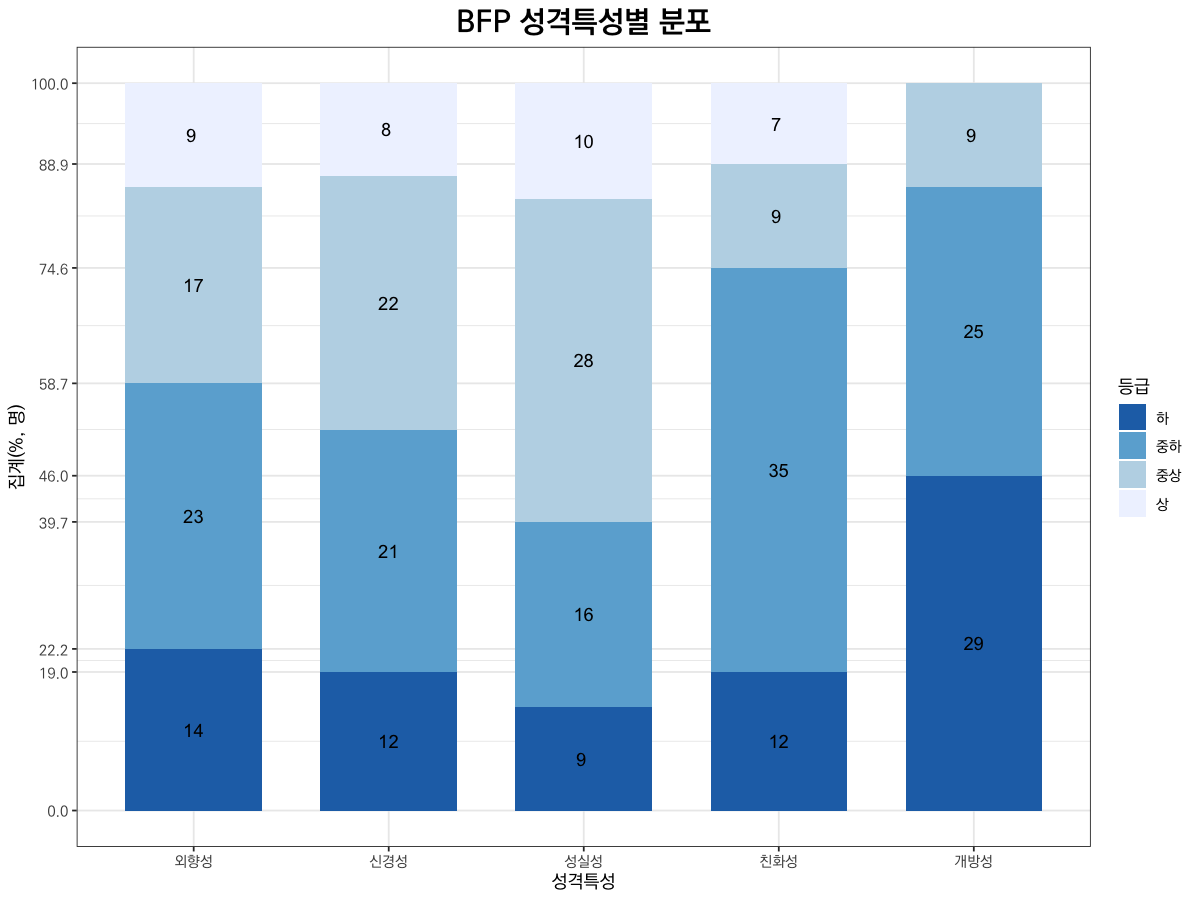 BFP 성격특성별 분포
집계(%, 명)
100.0
88.9
74.6
58.7
46.0
39.7
22.2
19.0
0.0
9
17
23
14
8
22
21
12
10
28
16
9
7
9
35
12
9
25
29
외향성
신경성
성실성
친화성
개방성
성격특성
등급
하
중하
중상
상